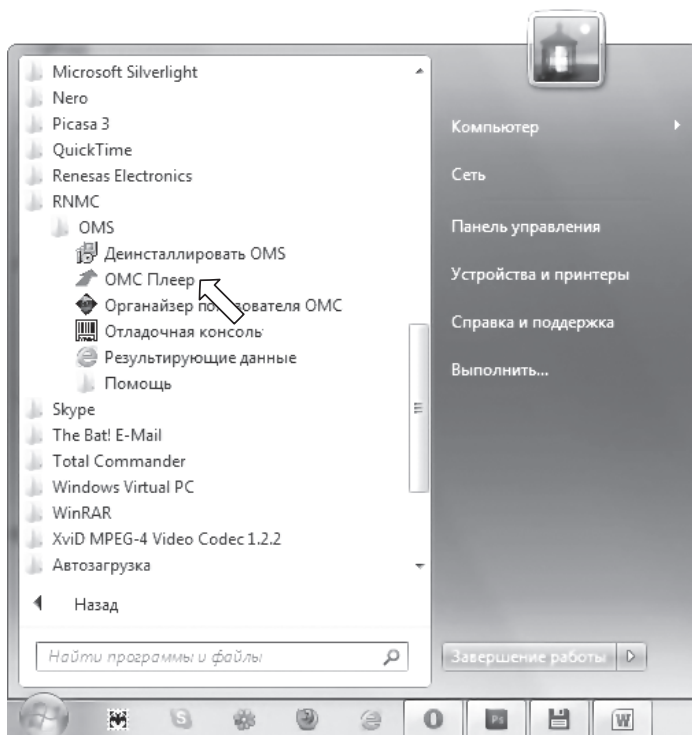 Microsoft Silverlight
Nero
Picasa 3
QuickTime
Renesas Electronics
RNMC
OMS
Деинсталлировать OMS
ОМС Плеер
Органайзер пользователя ОМС
Отладочная консоль
Результирующие данные
Помощь
Skype
The Bat! E-Mail
Total Commander
Windows Virtual PC
WinRAR
XviD MPEG-4 Video Codec 1.2.2
Автозагрузка
Назад
Найти программы и файлы
Компьютер
Сеть
Панель управления
Устройства и принтеры
Справка и поддержка
Выполнить...
Завершение работы
Ps
W